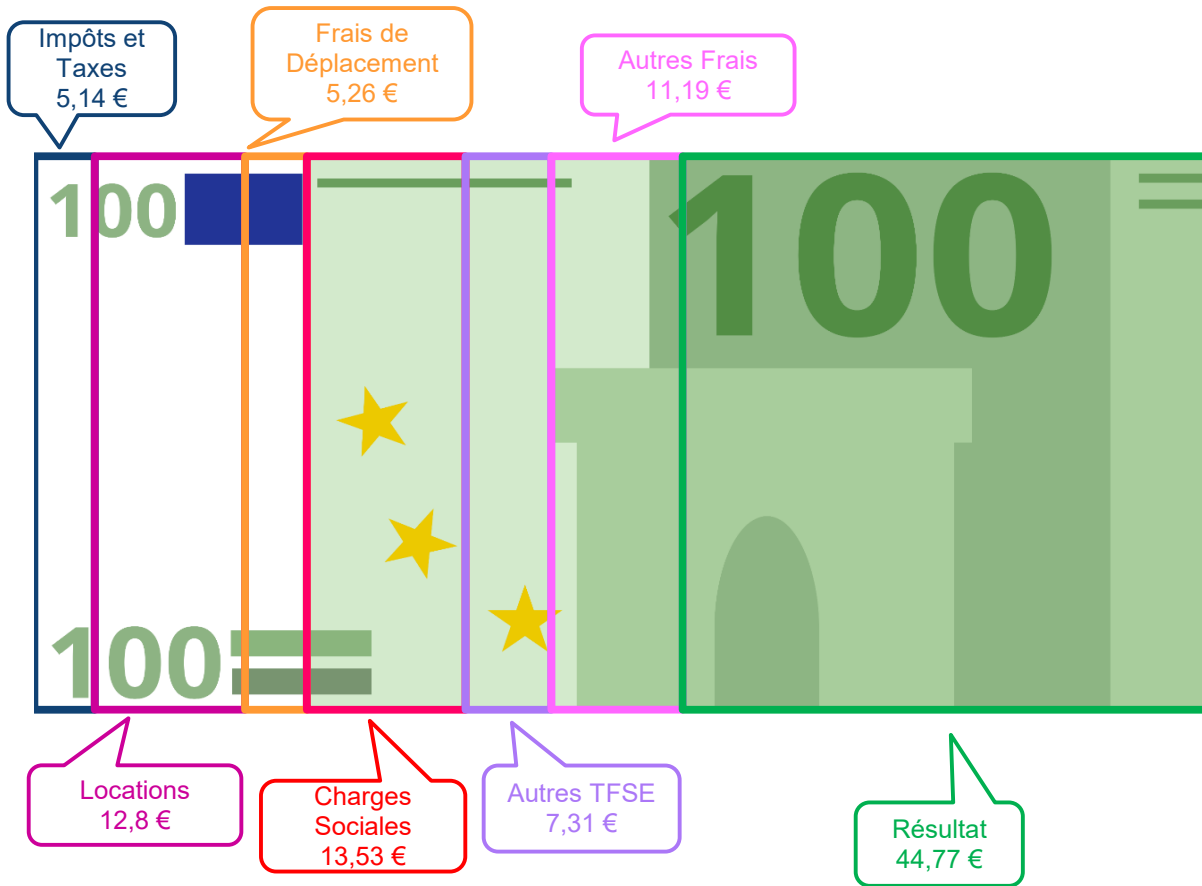 Impôts et
Taxes
5,14 €
Frais de
Déplacement
5,26 €
Autres Frais
11,19 €
100
100
100
Locations
12,8 €
Charges
Sociales
13,53 €
Autres TFSE
7,31 €
Résultat
44,77 €